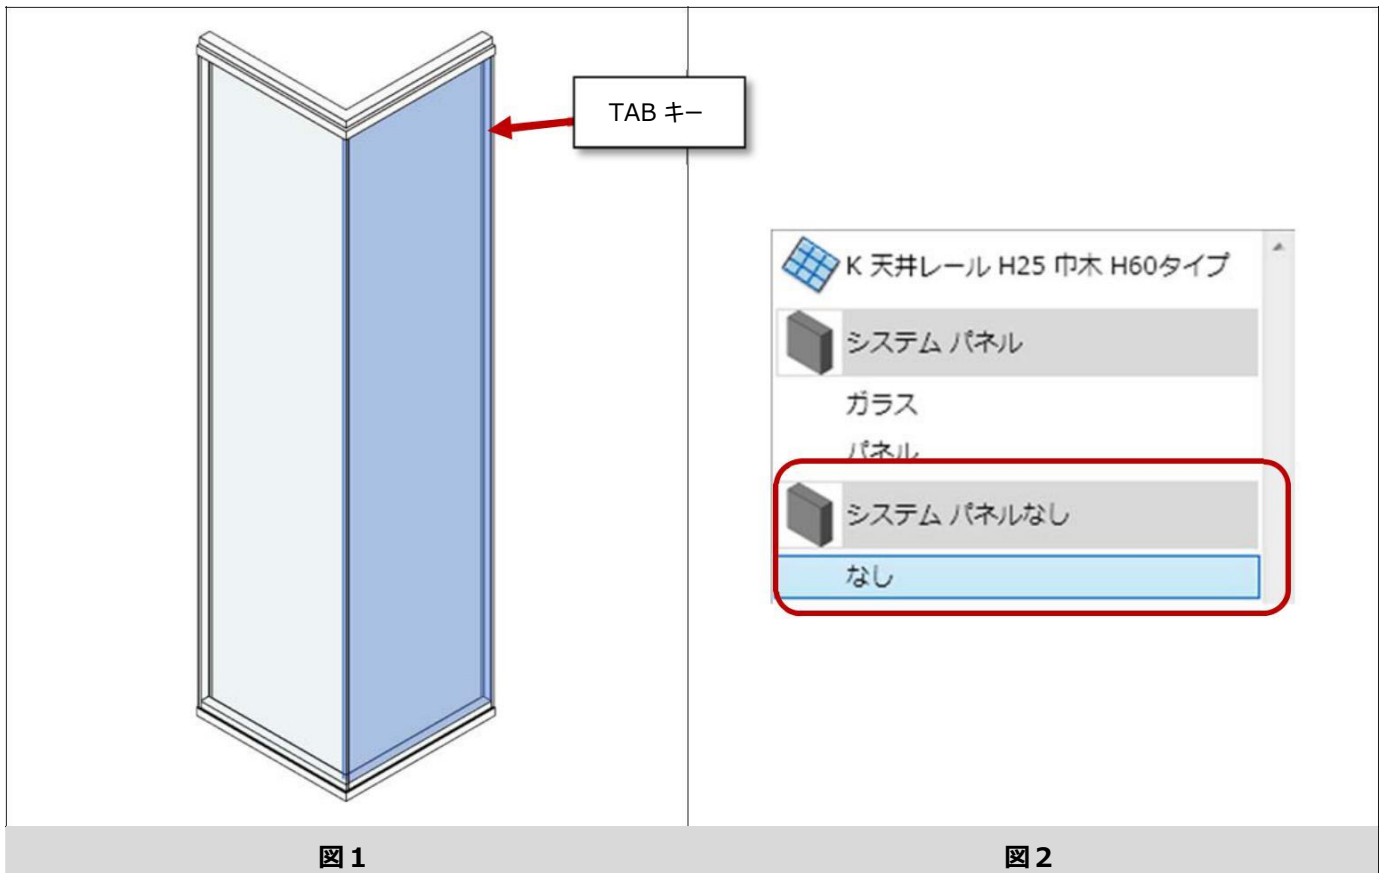 TAB キー
K 天井レール H25 巾木 H60タイプ
システム パネル
ガラス
パネル
システム パネルなし
なし
図１
図２